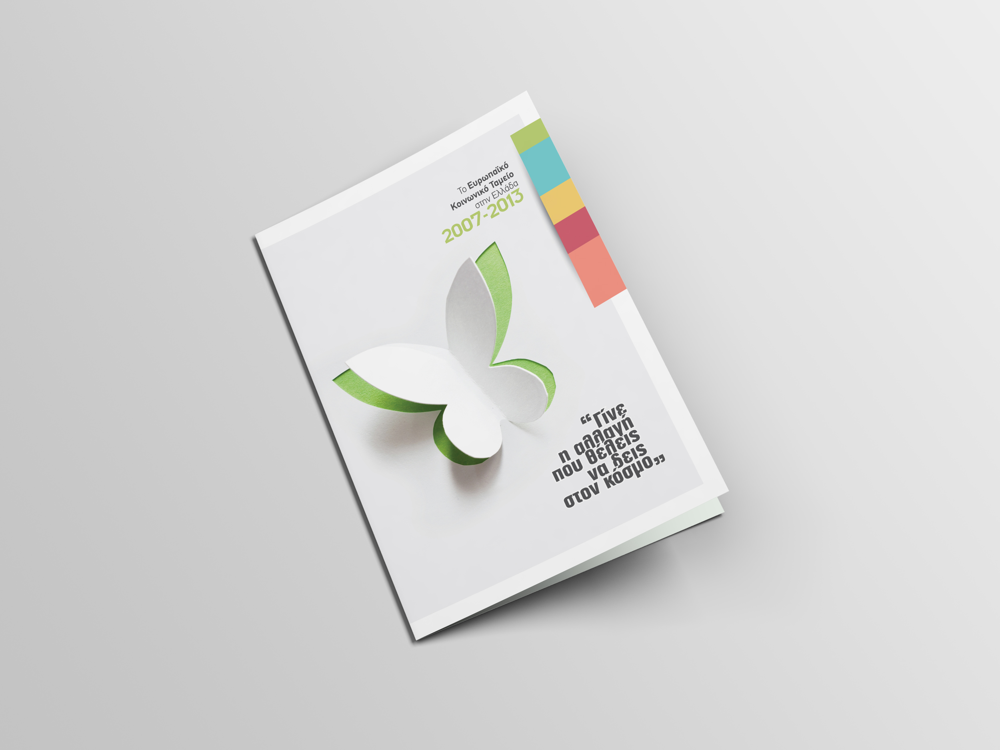 Το Ευρωπαϊκό
Κοινωνικό Ταμείο
στην Ελλάδα
2007-2013
“Γίνε
η αλλαγή
που θέλεις
να δεις
στον κόσμο„